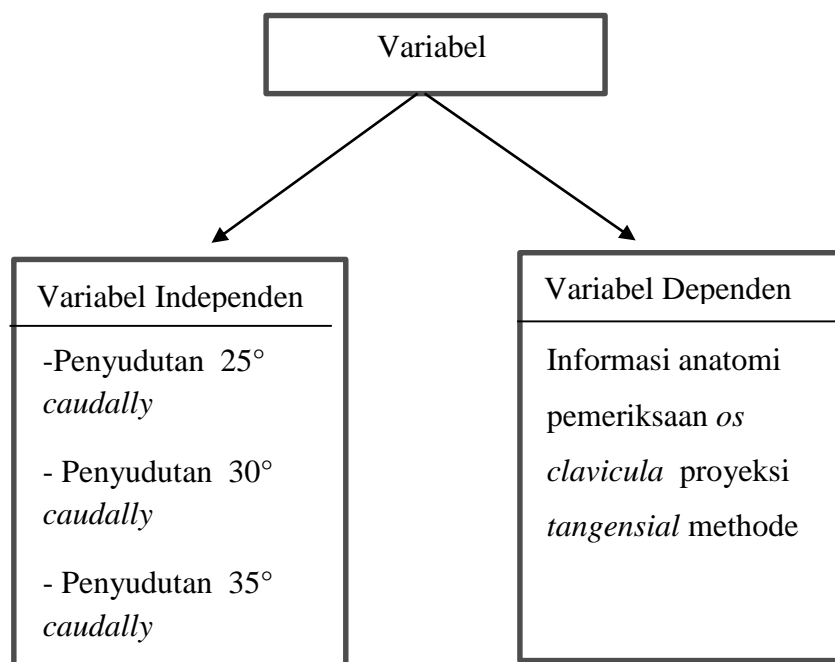 Variabel
Variabel Independen
-Penyudutan 25°
caudally
- Penyudutan 30°
caudally
- Penyudutan 35°
caudally
Variabel Dependen
Informasi anatomi
pemeriksaan os
clavicula proyeksi
tangensial methode